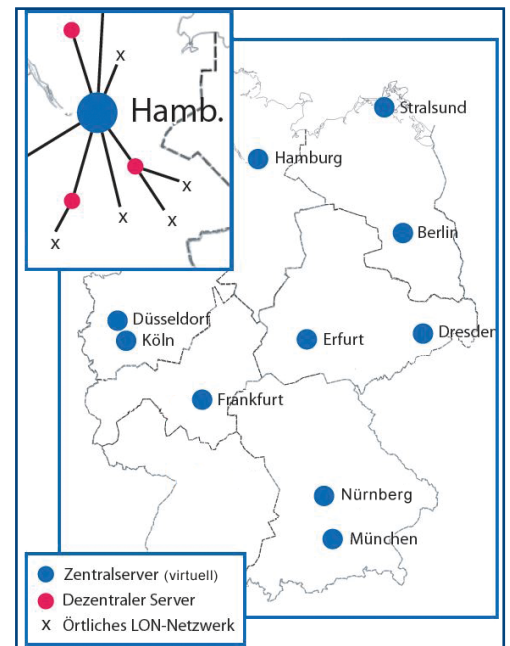 x
Hamb.
x
x
x
x
Stralsund
Hamburg
Berlin
Düsseldorf
Köln
Erfurt
Dresden
Frankfurt
Nürnberg
München
Zentralserver (virtuell)
Dezentraler Server
x Örtliches LON-Netzwerk